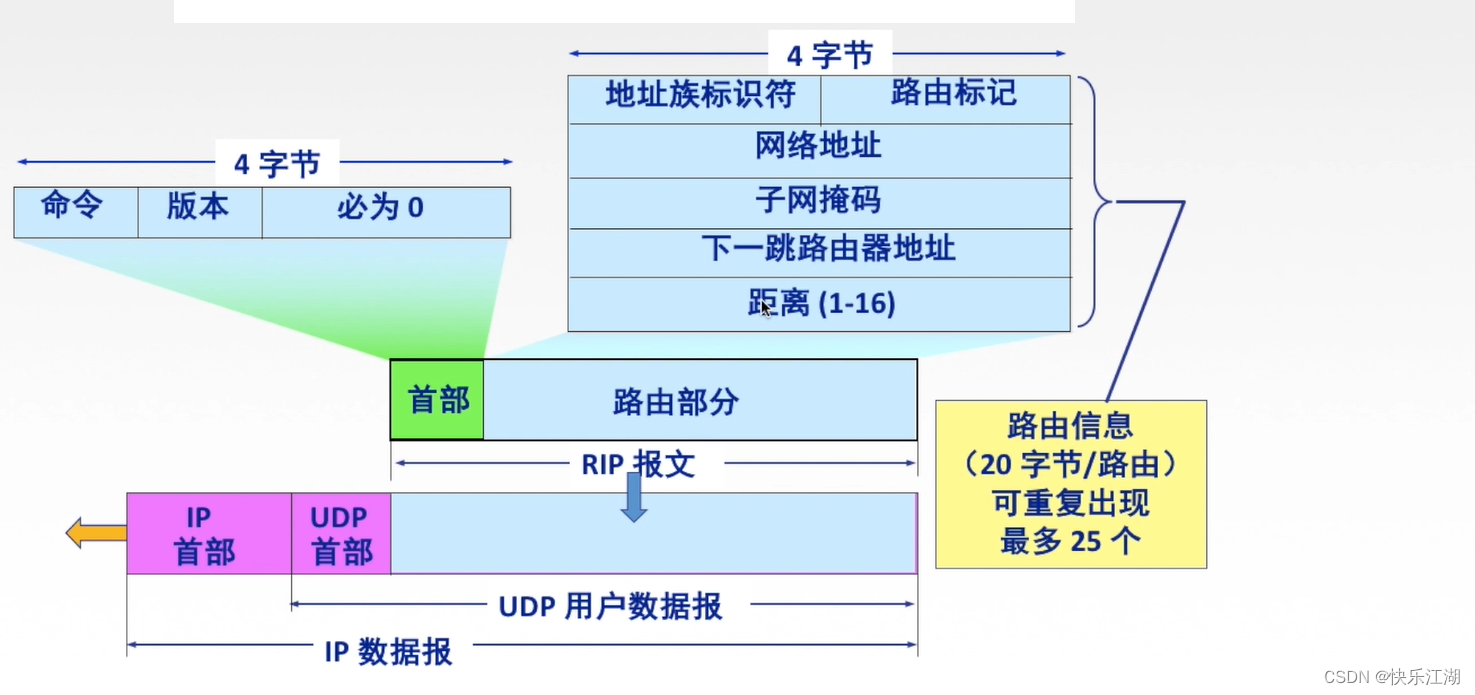 4 字节
地址族标识符 路由标记
网络地址
子网掩码
下一跳路由器地址
距离 (1-16)
4 字节
命令 版本 必为 0
首部 路由部分
RIP 报文
路由信息
（20 字节/路由）
可重复出现
最多 25 个
IP
首部
UDP
首部
UDP 用户数据报
IP 数据报
CSDN @快乐江湖